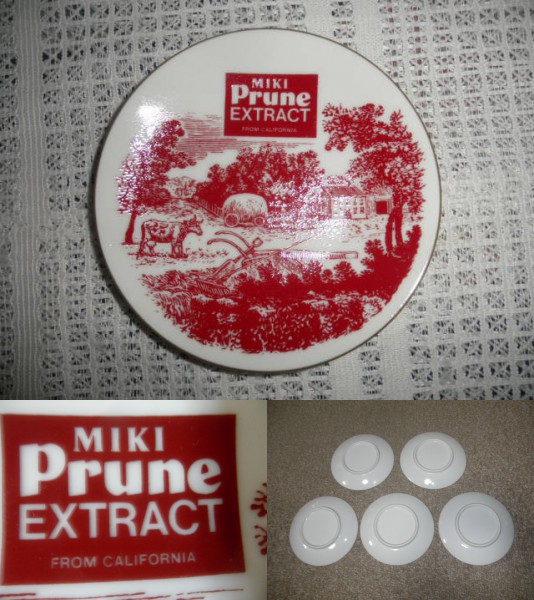 MIKI
Prune
EXTRACT
FROM CALIFORNIA
MIKI
Prune
EXTRACT
FROM CALIFORNIA